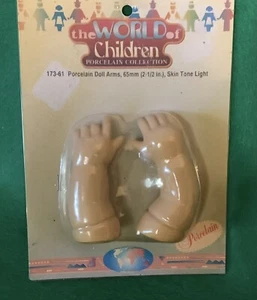 the WORLD of
Children
PORCELAIN COLLECTION
173-61 Porcelain Doll Arms, 65mm (2-1/2 in.), Skin Tone Light
Porcelain